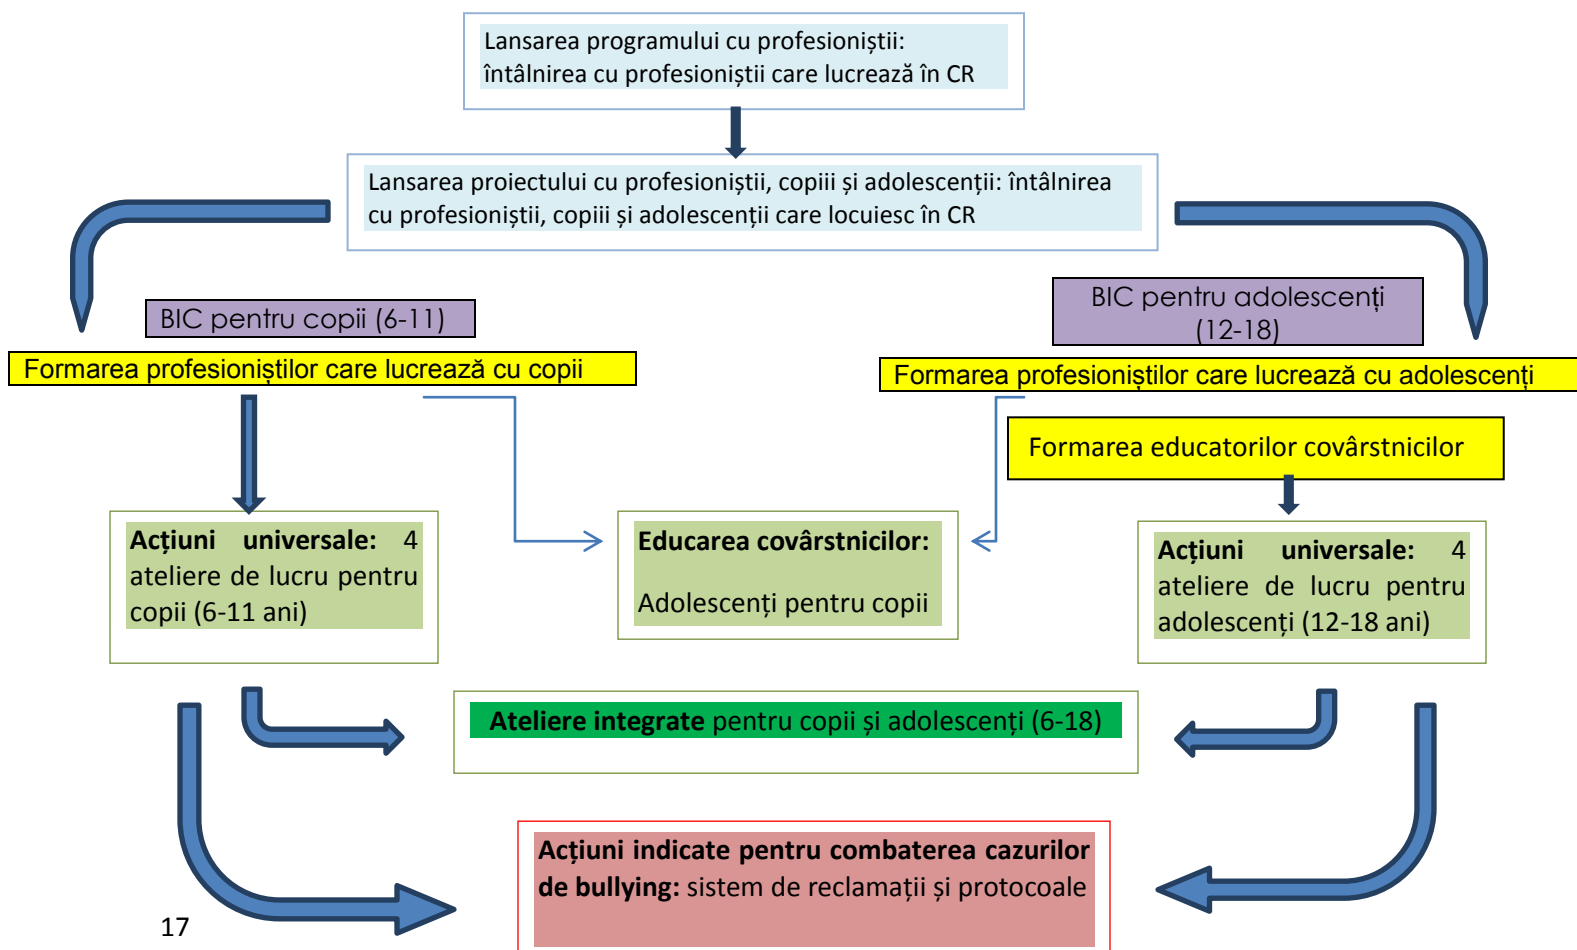 Lansarea programului cu profesioniștii:
întâlnirea cu profesioniștii care lucrează în CR
Lansarea proiectului cu profesioniștii, copiii și adolescenții: întâlnirea
cu profesioniștii, copiii și adolescenții care locuiesc în CR
BIC pentru copii (6-11)
BIC pentru adolescenți
(12-18)
Formarea profesioniștilor care lucrează cu copii
Formarea profesioniștilor care lucrează cu adolescenți
Formarea educatorilor covârstnicilor
Acțiuni universale: 4
ateliere de lucru pentru
copii (6-11 ani)
Educarea covârstnicilor:
Adolescenți pentru copii
Acțiuni universale: 4
ateliere de lucru pentru
adolescenți (12-18 ani)
Ateliere integrate pentru copii și adolescenți (6-18)
Acțiuni indicate pentru combaterea cazurilor
de bullying: sistem de reclamații și protocoale
17